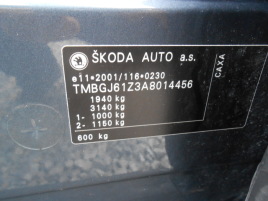 ŠKODA AUTO a.s.
e11*2001/116*0230
TMBGJ61Z3A8014456
1940 kg
3140 kg
1- 1000 kg
2- 1150 kg
600 kg
CAXA